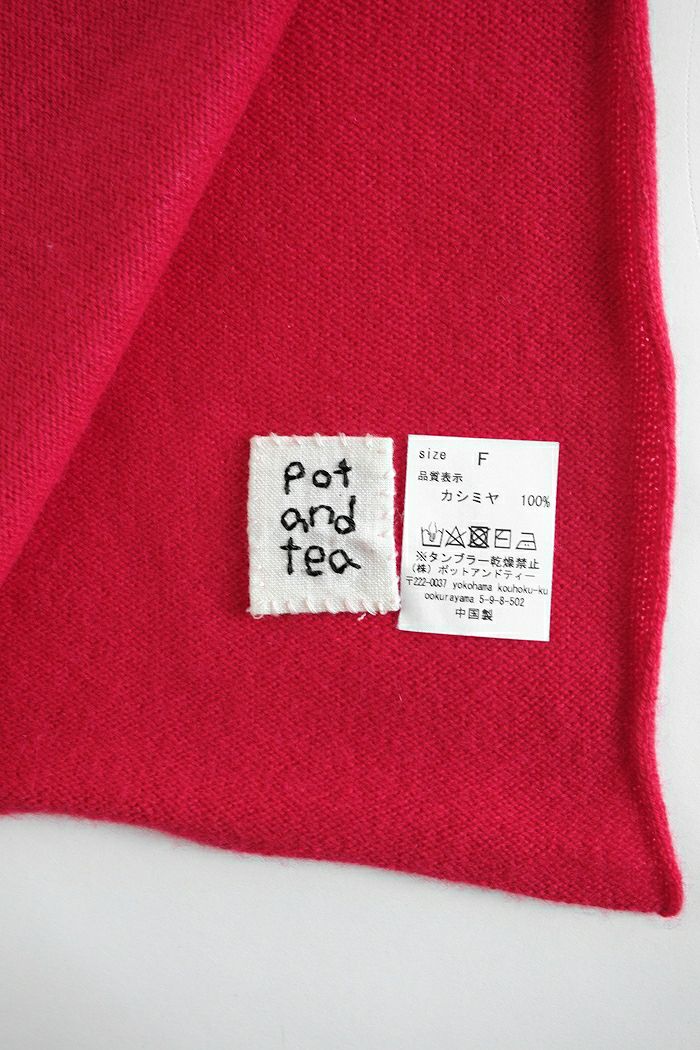 pot
and
tea
size F
品質表示
カシミヤ 100%
※タンブラー乾燥禁止
(株) ポットアンドティー
〒222-0037 yokohama kouhoku-ku
ookurayama 5-9-8-502
中国製